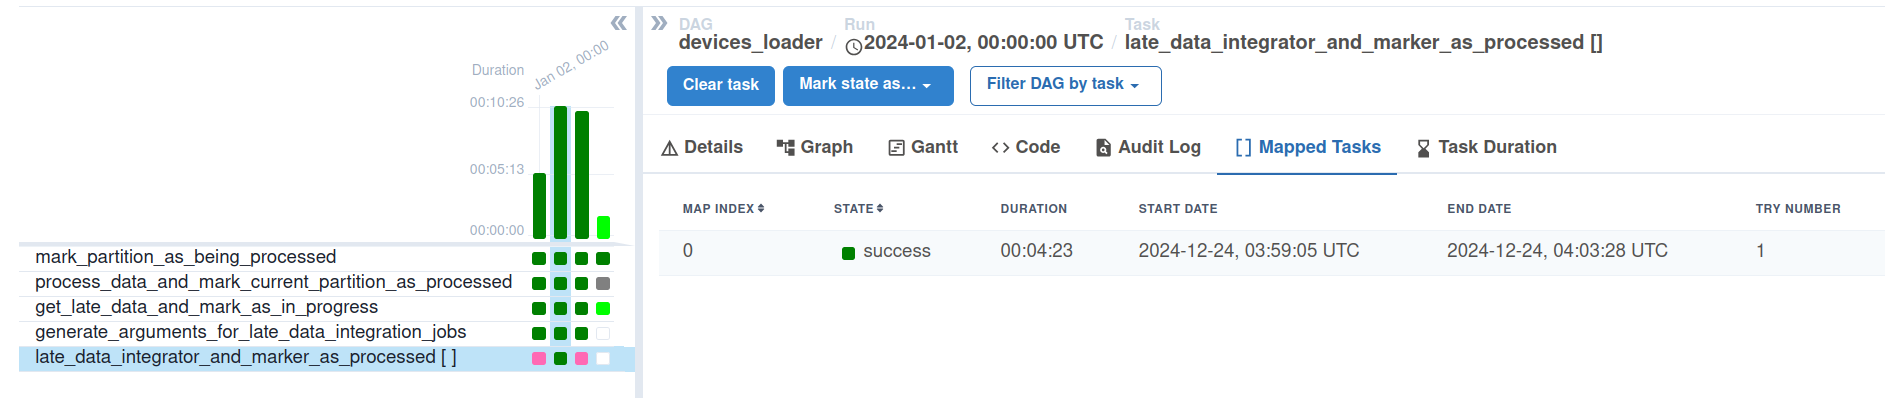 Duration
Jan 02, 00:00
00:10:26
00:05:13
00:00:00
mark_partition_as_being_processed
process_data_and_mark_current_partition_as_processed
get_late_data_and_mark_as_in_progress
generate_arguments_for_late_data_integration_jobs
late_data_integrator_and_marker_as_processed [ ]
DAG Run Task
devices_loader / 2024-01-02, 00:00:00 UTC / late_data_integrator_and_marker_as_processed []
Clear task Mark state as... Filter DAG by task
Details Graph Gantt Code Audit Log Mapped Tasks Task Duration
MAP INDEX STATE DURATION START DATE END DATE TRY NUMBER
0 success 00:04:23 2024-12-24, 03:59:05 UTC 2024-12-24, 04:03:28 UTC 1